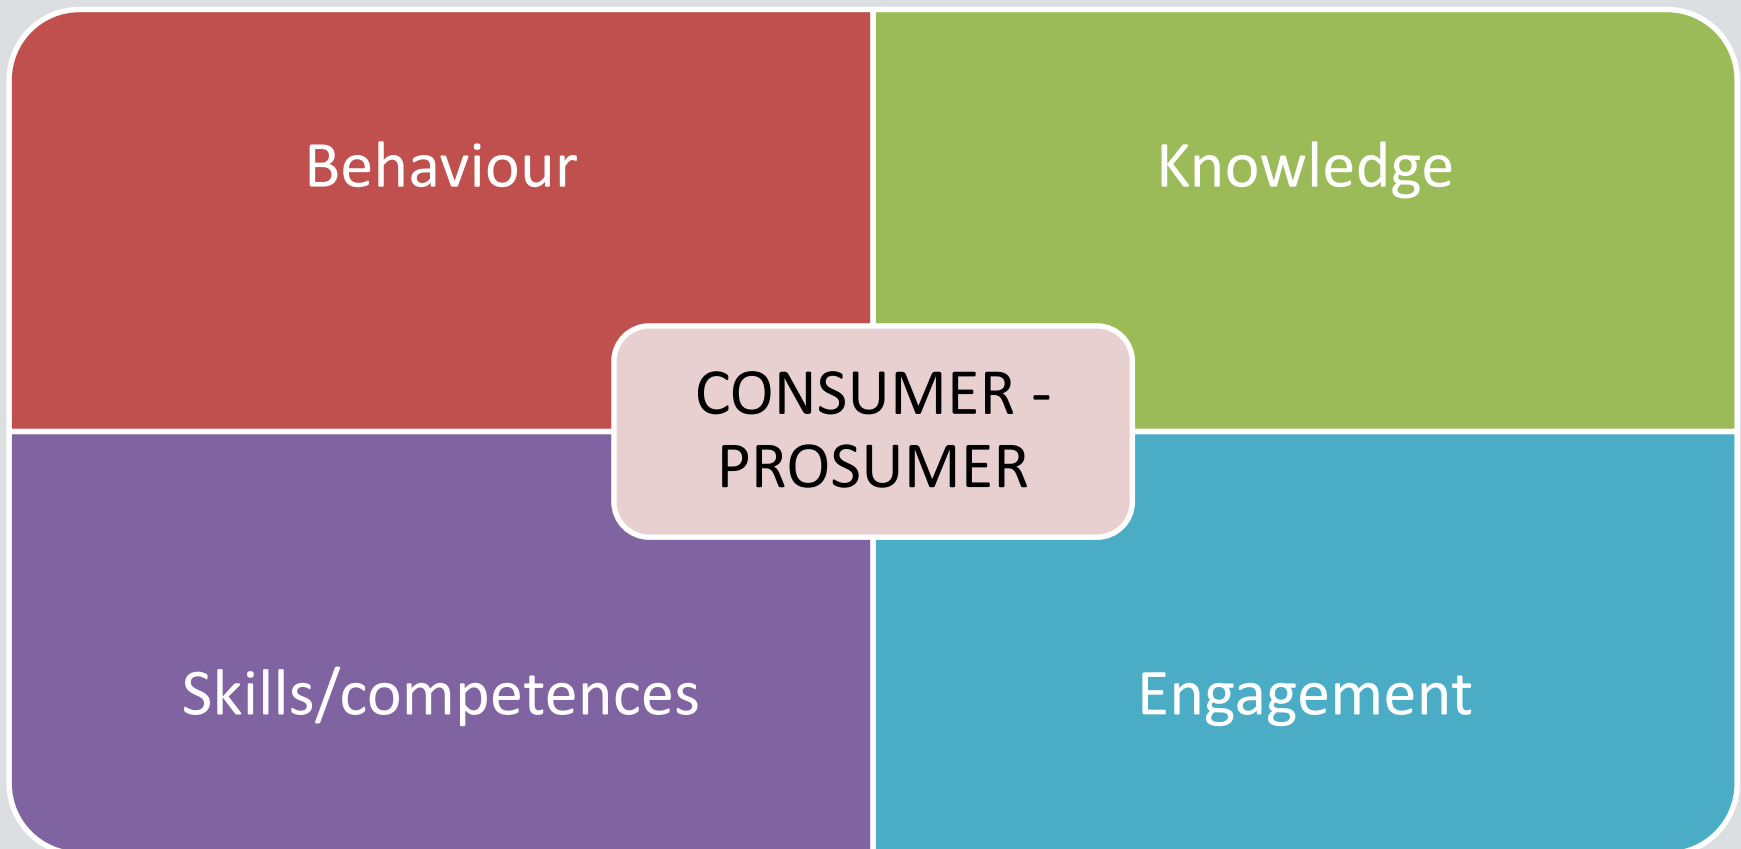 Behaviour
Knowledge
CONSUMER -
PROSUMER
Skills/competences
Engagement